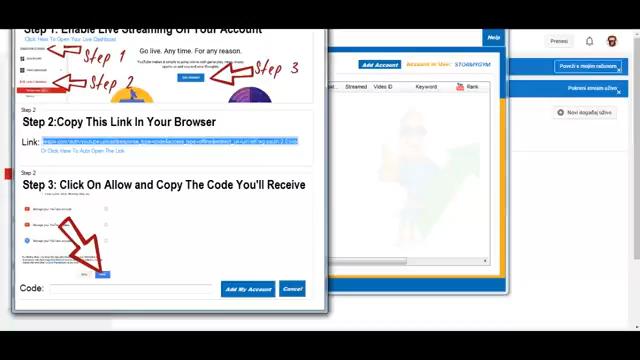 Step 1: Enable Live Streaming On Your Account
Click Here To Open Your Live Dashboard
Step 1
Step 2
Go live. Any time. For any reason.
Step 3
Step 2
Step 2:Copy This Link In Your Browser
Link:
Or Click Here To Auto Open The Link
Step 2
Step 3: Click On Allow and Copy The Code You'll Receive
Code:
Add My Account
Cancel
Help
Add Account
Account in Use:
STORMYGYM
Streamed
Video ID
Keyword
Rank
Prenesi
Poveži s mojim računarom
Pokreni stream uživo
Novi događaj uživo